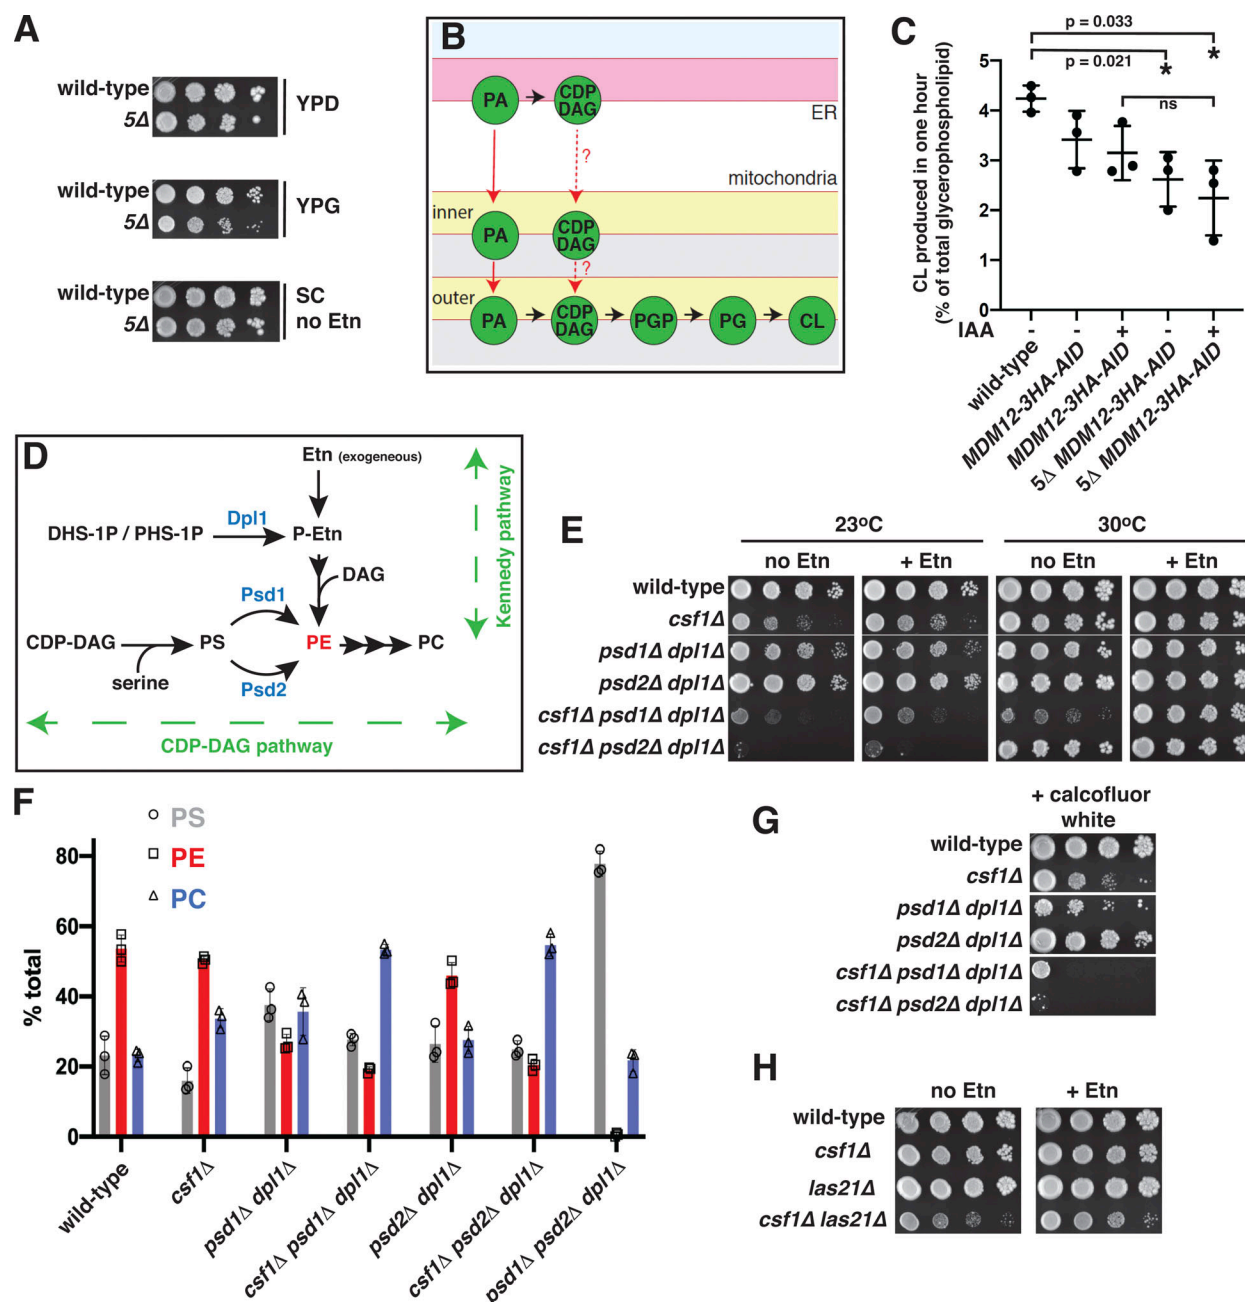 A
wild-type
5Δ
YPD
wild-type
5Δ
YPG
wild-type
5Δ
SC
no Etn
B
PA
CDP
DAG
ER
?
mitochondria
inner
PA
CDP
DAG
?
outer
PA
CDP
DAG
PGP
PG
CL
C
p = 0.033
p = 0.021
*
*
ns
CL produced in one hour
(% of total glycerophospholipid)
5
4
3
2
1
0
IAA
- - + - +
wild-type
MDM12-3HA-AID
MDM12-3HA-AID
5Δ MDM12-3HA-AID
5Δ MDM12-3HA-AID
D
Etn (exogeneous)
DHS-1P / PHS-1P
Dpl1
P-Etn
DAG
Psd1
CDP-DAG
PS
PE
PC
serine
Psd2
Kennedy pathway
CDP-DAG pathway
E
23ºC
30ºC
no Etn
+ Etn
no Etn
+ Etn
wild-type
csf1Δ
psd1Δ dpl1Δ
psd2Δ dpl1Δ
csf1Δ psd1Δ dpl1Δ
csf1Δ psd2Δ dpl1Δ
F
PS
PE
PC
% total
80
60
40
20
0
wild-type
csf1Δ
psd1Δ dpl1Δ
csf1Δ psd1Δ dpl1Δ
psd2Δ dpl1Δ
csf1Δ psd2Δ dpl1Δ
psd1Δ psd2Δ dpl1Δ
G
+ calcofluor
white
wild-type
csf1Δ
psd1Δ dpl1Δ
psd2Δ dpl1Δ
csf1Δ psd1Δ dpl1Δ
csf1Δ psd2Δ dpl1Δ
H
no Etn
+ Etn
wild-type
csf1Δ
las21Δ
csf1Δ las21Δ